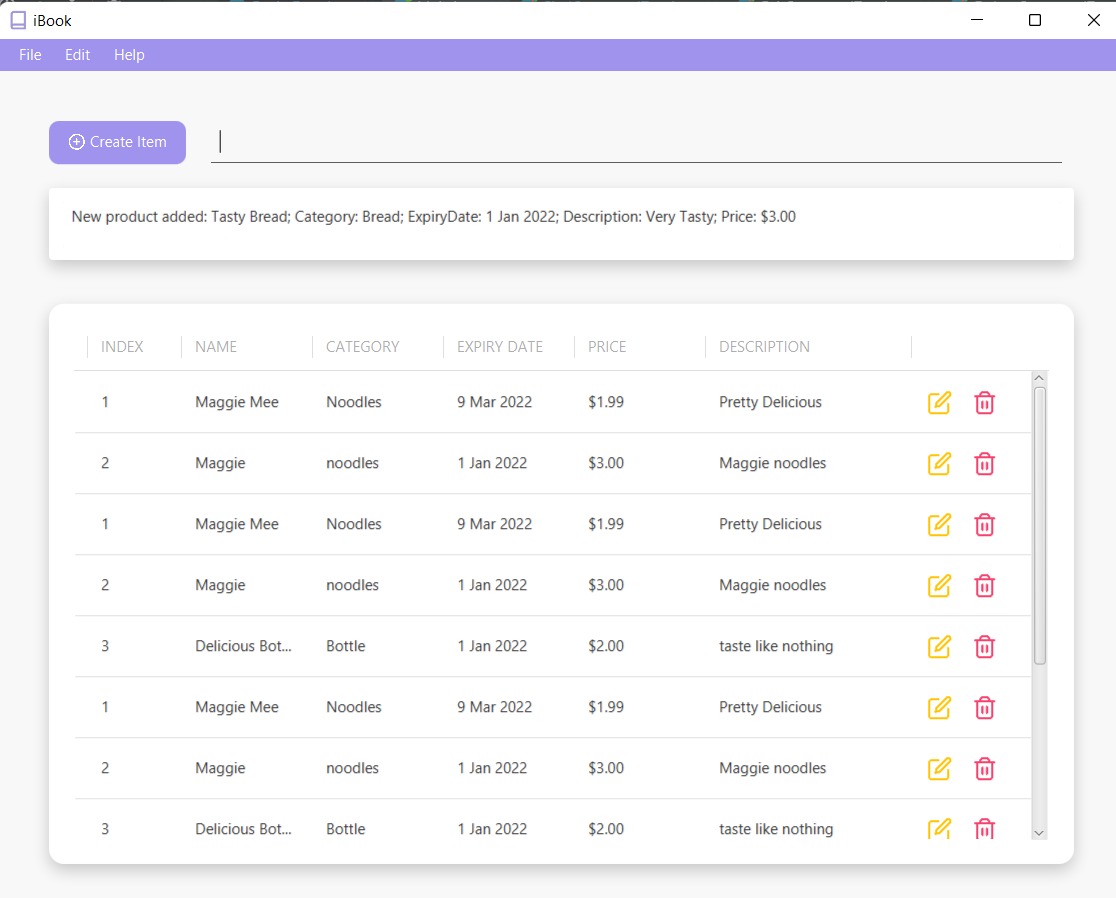 iBook
File Edit Help
Create Item
New product added: Tasty Bread; Category: Bread; ExpiryDate: 1 Jan 2022; Description: Very Tasty; Price: $3.00
INDEX NAME CATEGORY EXPIRY DATE PRICE DESCRIPTION
1 Maggie Mee Noodles 9 Mar 2022 $1.99 Pretty Delicious
2 Maggie noodles 1 Jan 2022 $3.00 Maggie noodles
1 Maggie Mee Noodles 9 Mar 2022 $1.99 Pretty Delicious
2 Maggie noodles 1 Jan 2022 $3.00 Maggie noodles
3 Delicious Bot... Bottle 1 Jan 2022 $2.00 taste like nothing
1 Maggie Mee Noodles 9 Mar 2022 $1.99 Pretty Delicious
2 Maggie noodles 1 Jan 2022 $3.00 Maggie noodles
3 Delicious Bot... Bottle 1 Jan 2022 $2.00 taste like nothing